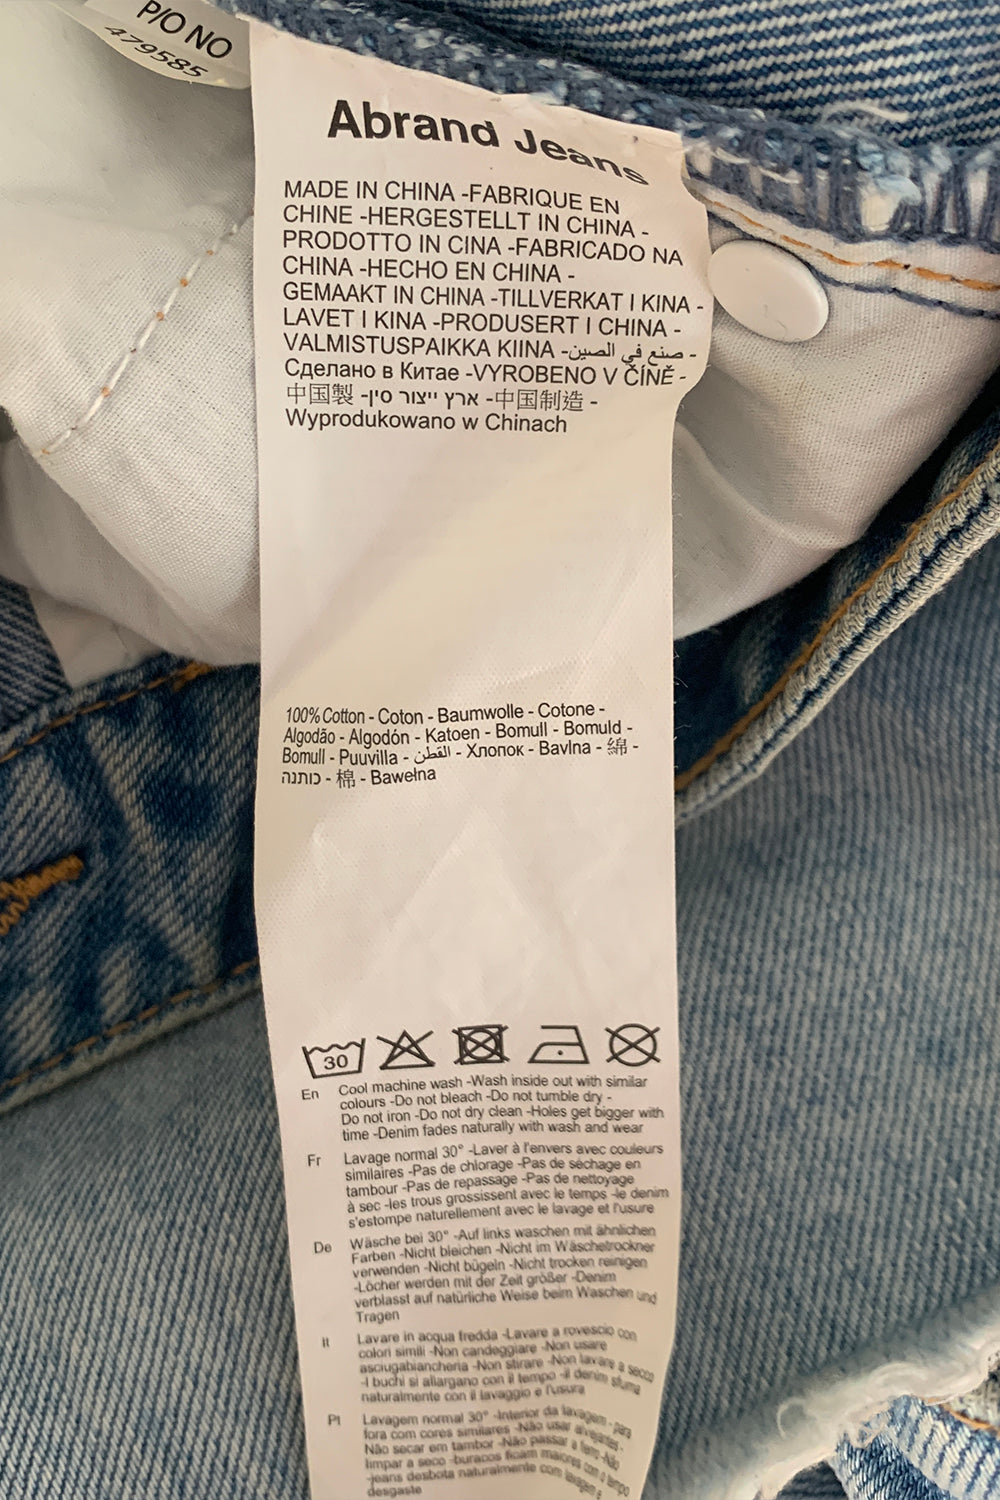 P/O NO
479585
Abrand Jeans
MADE IN CHINA -FABRIQUE EN
CHINE -HERGESTELLT IN CHINA -
PRODOTTO IN CINA -FABRICADO NA
CHINA -HECHO EN CHINA -
GEMAAKT IN CHINA -TILLVERKAT I KINA -
LAVET I KINA -PRODUSERT I CHINA -
VALMISTUSPAIKKA KIINA -صنع في الصين -
Сделано в Китае -VYROBENO V ČÍNĚ -
中国製 -ארץ ייצור סין -中国制造 -
Wyprodukowano w Chinach
100% Cotton - Coton - Baumwolle - Cotone -
Algodão - Algodón - Katoen - Bomull - Bomuld -
Bomull - Puuvilla - القطن - Хлопок - Bavlna - 綿 -
כותנה - 棉 - Bawełna
30
En Cool machine wash -Wash inside out with similar
colours -Do not bleach -Do not tumble dry -
Do not iron -Do not dry clean -Holes get bigger with
time -Denim fades naturally with wash and wear
Fr Lavage normal 30° -Laver à l'envers avec couleurs
similaires -Pas de chlorage -Pas de séchage en
tambour -Pas de repassage -Pas de nettoyage
à sec -les trous grossissent avec le temps -le denim
s'estompe naturellement avec le lavage et l'usure
De Wäsche bei 30° -Auf links waschen mit ähnlichen
Farben -Nicht bleichen -Nicht im Wäschetrockner
verwenden -Nicht bügeln -Nicht trocken reinigen
-Löcher werden mit der Zeit größer -Denim
verblasst auf natürliche Weise beim Waschen und
Tragen
It Lavare in acqua fredda -Lavare a rovescio con
colori simili -Non candeggiare -Non usare
asciugabiancheria -Non stirare -Non lavare a secco
-I buchi si allargano con il tempo -il denim sfuma
naturalmente con il lavaggio e l'usura
Pt Lavagem normal 30° -Interior da lavagem - para
fora com cores similares -Não usar alvejantes -
Não secar em tambor -Não passar a ferro -Não
limpar a seco -buracos ficam maiores com o tempo
-jeans desbota naturalmente com lavagem e
desgaste